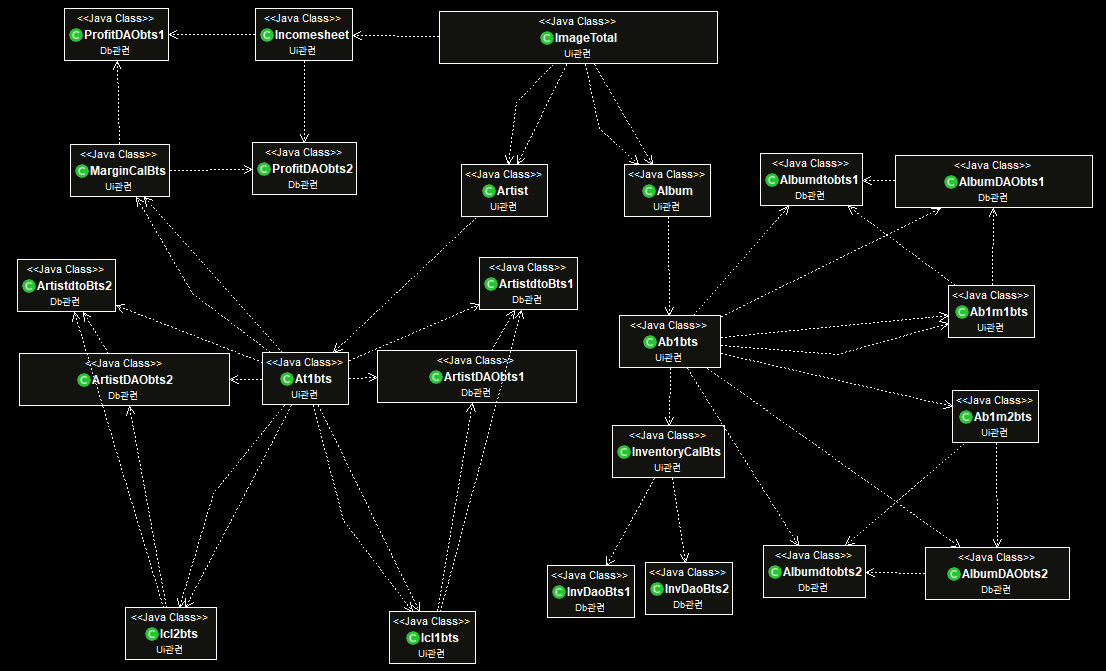 <<Java Class>>
ProfitDAObts1
Db관련
<<Java Class>>
Incomesheet
Ui관련
<<Java Class>>
ImageTotal
Ui관련
<<Java Class>>
MarginCalBts
Ui관련
<<Java Class>>
ProfitDAObts2
Db관련
<<Java Class>>
Artist
Ui관련
<<Java Class>>
Album
Ui관련
<<Java Class>>
Albumdtobts1
Db관련
<<Java Class>>
AlbumDAObts1
Db관련
<<Java Class>>
ArtistdtoBts2
Db관련
<<Java Class>>
ArtistdtoBts1
Db관련
<<Java Class>>
Ab1m1bts
Ui관련
<<Java Class>>
Ab1bts
Ui관련
<<Java Class>>
ArtistDAObts2
Db관련
<<Java Class>>
At1bts
Ui관련
<<Java Class>>
ArtistDAObts1
Db관련
<<Java Class>>
Ab1m2bts
Ui관련
<<Java Class>>
InventoryCalBts
Ui관련
<<Java Class>>
Albumdtobts2
Db관련
<<Java Class>>
AlbumDAObts2
Db관련
<<Java Class>>
InvDaoBts1
Db관련
<<Java Class>>
InvDaoBts2
Db관련
<<Java Class>>
Icl2bts
Ui관련
<<Java Class>>
Icl1bts
Ui관련